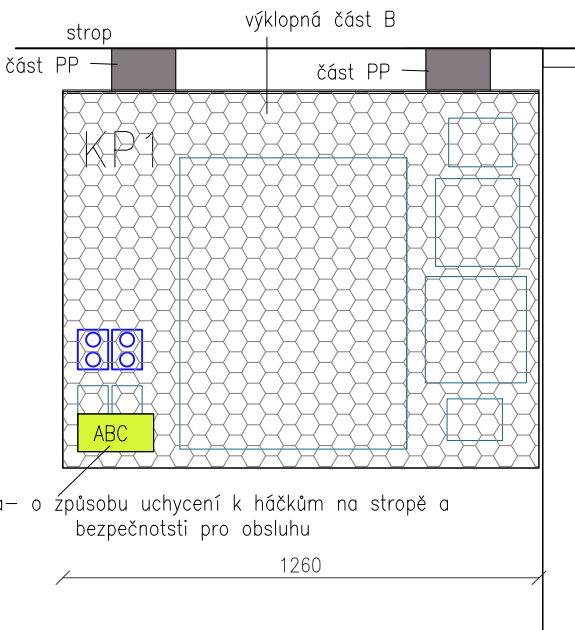 výklopná část B
strop
část PP
část PP
KP1
ABC
o způsobu uchycení k háčkům na stropě a
bezpečnotsti pro obsluhu
1260